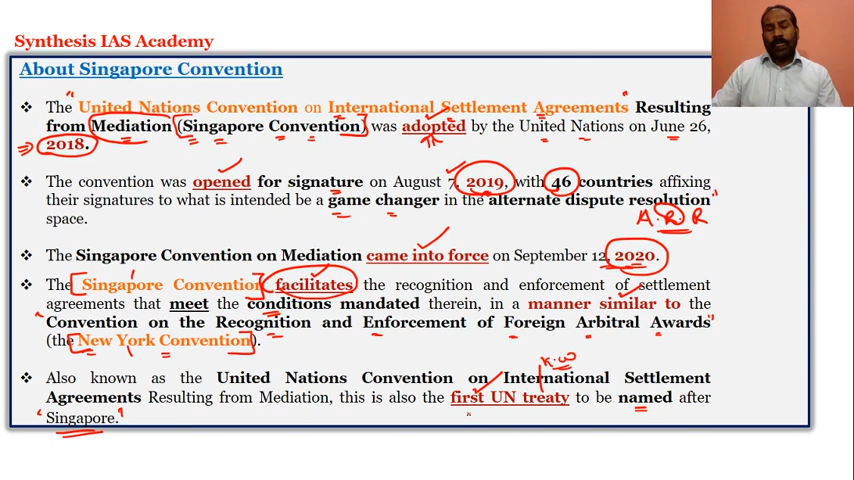 Synthesis IAS Academy
About Singapore Convention
❖ The United Nations Convention on International Settlement Agreements" Resulting
from Mediation (Singapore Convention) was adopted by the United Nations on June 26,
2018.
❖ The convention was opened for signature on August 7, 2019, with 46 countries affixing
their signatures to what is intended be a game changer in the alternate dispute resolution"
space.
A.R.R
❖ The Singapore Convention on Mediation came into force on September 12, 2020.
❖ The Singapore Convention facilitates the recognition and enforcement of settlement
agreements that meet the conditions mandated therein, in a manner similar to the
Convention on the Recognition and Enforcement of Foreign Arbitral Awards"
(the New York Convention).
❖ Also known as the United Nations Convention on International Settlement
Agreements Resulting from Mediation, this is also the first UN treaty to be named after
"Singapore."